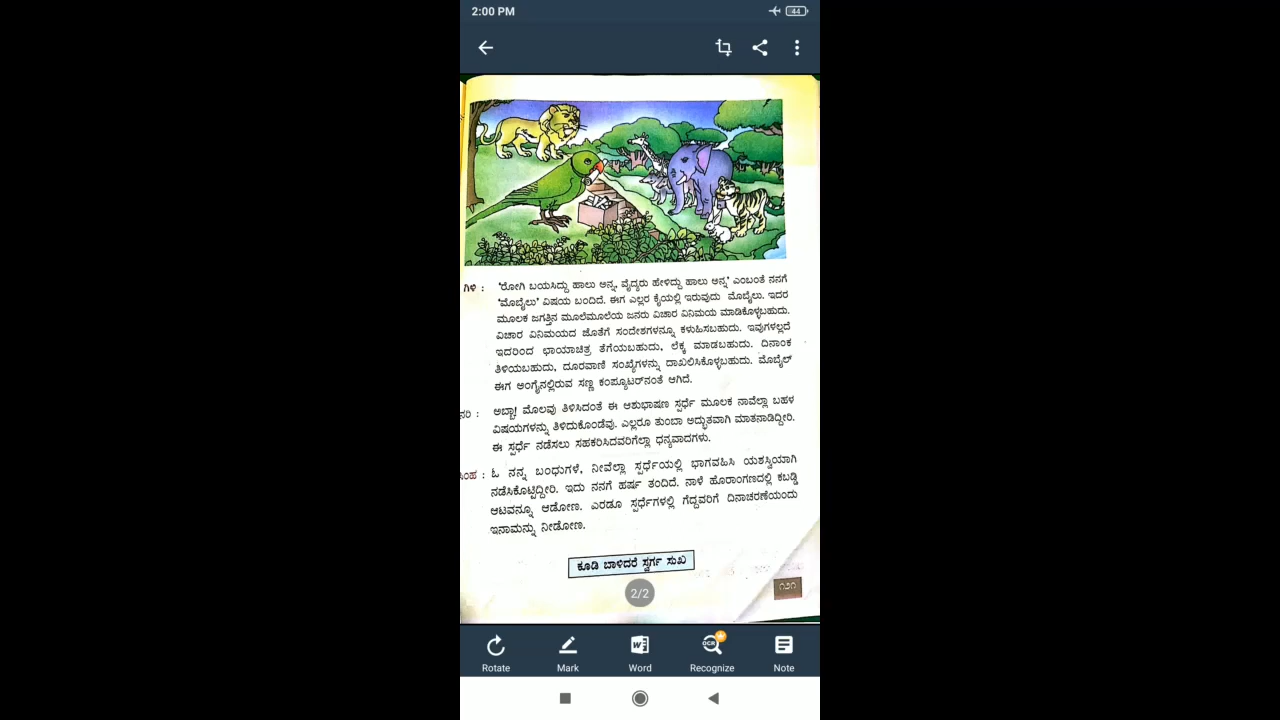 2:00 PM
44
ಗಿಳಿ : 'ರೋಗಿ ಬಯಸಿದ್ದು ಹಾಲು ಅನ್ನ, ವೈದ್ಯರು ಹೇಳಿದ್ದು ಹಾಲು ಅನ್ನ' ಎಂಬಂತೆ ನನಗೆ
'ಮೊಬೈಲು' ವಿಷಯ ಬಂದಿದೆ. ಈಗ ಎಲ್ಲರ ಕೈಯಲ್ಲಿ ಇರುವುದು ಮೊಬೈಲು. ಇದರ
ಮೂಲಕ ಜಗತ್ತಿನ ಮೂಲೆಮೂಲೆಯ ಜನರು ವಿಚಾರ ವಿನಿಮಯ ಮಾಡಿಕೊಳ್ಳಬಹುದು.
ವಿಚಾರ ವಿನಿಮಯದ ಜೊತೆಗೆ ಸಂದೇಶಗಳನ್ನೂ ಕಳುಹಿಸಬಹುದು. ಇವುಗಳಲ್ಲದೆ
ಇದರಿಂದ ಛಾಯಾಚಿತ್ರ ತೆಗೆಯಬಹುದು, ಲೆಕ್ಕ ಮಾಡಬಹುದು. ದಿನಾಂಕ
ತಿಳಿಯಬಹುದು, ದೂರವಾಣಿ ಸಂಖ್ಯೆಗಳನ್ನು ದಾಖಲಿಸಿಕೊಳ್ಳಬಹುದು. ಮೊಬೈಲ್
ಈಗ ಅಂಗೈನಲ್ಲಿರುವ ಸಣ್ಣ ಕಂಪ್ಯೂಟರ್‌ನಂತೆ ಆಗಿದೆ.
ನರಿ : ಅಬ್ಬಾ! ಮೊಲವು ತಿಳಿಸಿದಂತೆ ಈ ಆಶುಭಾಷಣ ಸ್ಪರ್ಧೆ ಮೂಲಕ ನಾವೆಲ್ಲಾ ಬಹಳ
ವಿಷಯಗಳನ್ನು ತಿಳಿದುಕೊಂಡೆವು. ಎಲ್ಲರೂ ತುಂಬಾ ಅದ್ಭುತವಾಗಿ ಮಾತನಾಡಿದ್ದೀರಿ.
ಈ ಸ್ಪರ್ಧೆ ನಡೆಸಲು ಸಹಕರಿಸಿದವರಿಗೆಲ್ಲಾ ಧನ್ಯವಾದಗಳು.
ಸಿಂಹ : ಓ ನನ್ನ ಬಂಧುಗಳೆ, ನೀವೆಲ್ಲಾ ಸ್ಪರ್ಧೆಯಲ್ಲಿ ಭಾಗವಹಿಸಿ ಯಶಸ್ವಿಯಾಗಿ
ನಡೆಸಿಕೊಟ್ಟಿದ್ದೀರಿ. ಇದು ನನಗೆ ಹರ್ಷ ತಂದಿದೆ. ನಾಳೆ ಹೊರಾಂಗಣದಲ್ಲಿ ಕಬಡ್ಡಿ
ಆಟವನ್ನೂ ಆಡೋಣ. ಎರಡೂ ಸ್ಪರ್ಧೆಗಳಲ್ಲಿ ಗೆದ್ದವರಿಗೆ ದಿನಾಚರಣೆಯಂದು
ಇನಾಮನ್ನು ನೀಡೋಣ.
ಕೂಡಿ ಬಾಳಿದರೆ ಸ್ವರ್ಗ ಸುಖ
2/2
೧೨೧
Rotate Mark Word Recognize Note
W
OCR